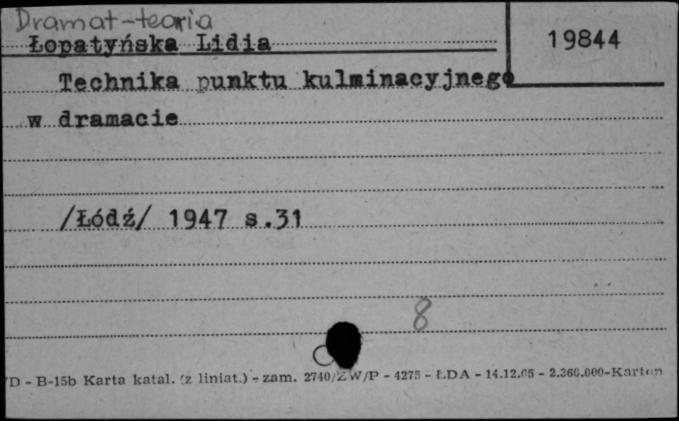 Dramat-teoria
Łopatyńska Lidia
19844
Technika punktu kulminacyjnego
w dramacie
/Łódź/ 1947 s.31
8
D - B-15b Karta katal. (z liniat.) - zam. 2740/ZW/P - 4275 - ŁDA - 14.12.65 - 2.360.000-Karton